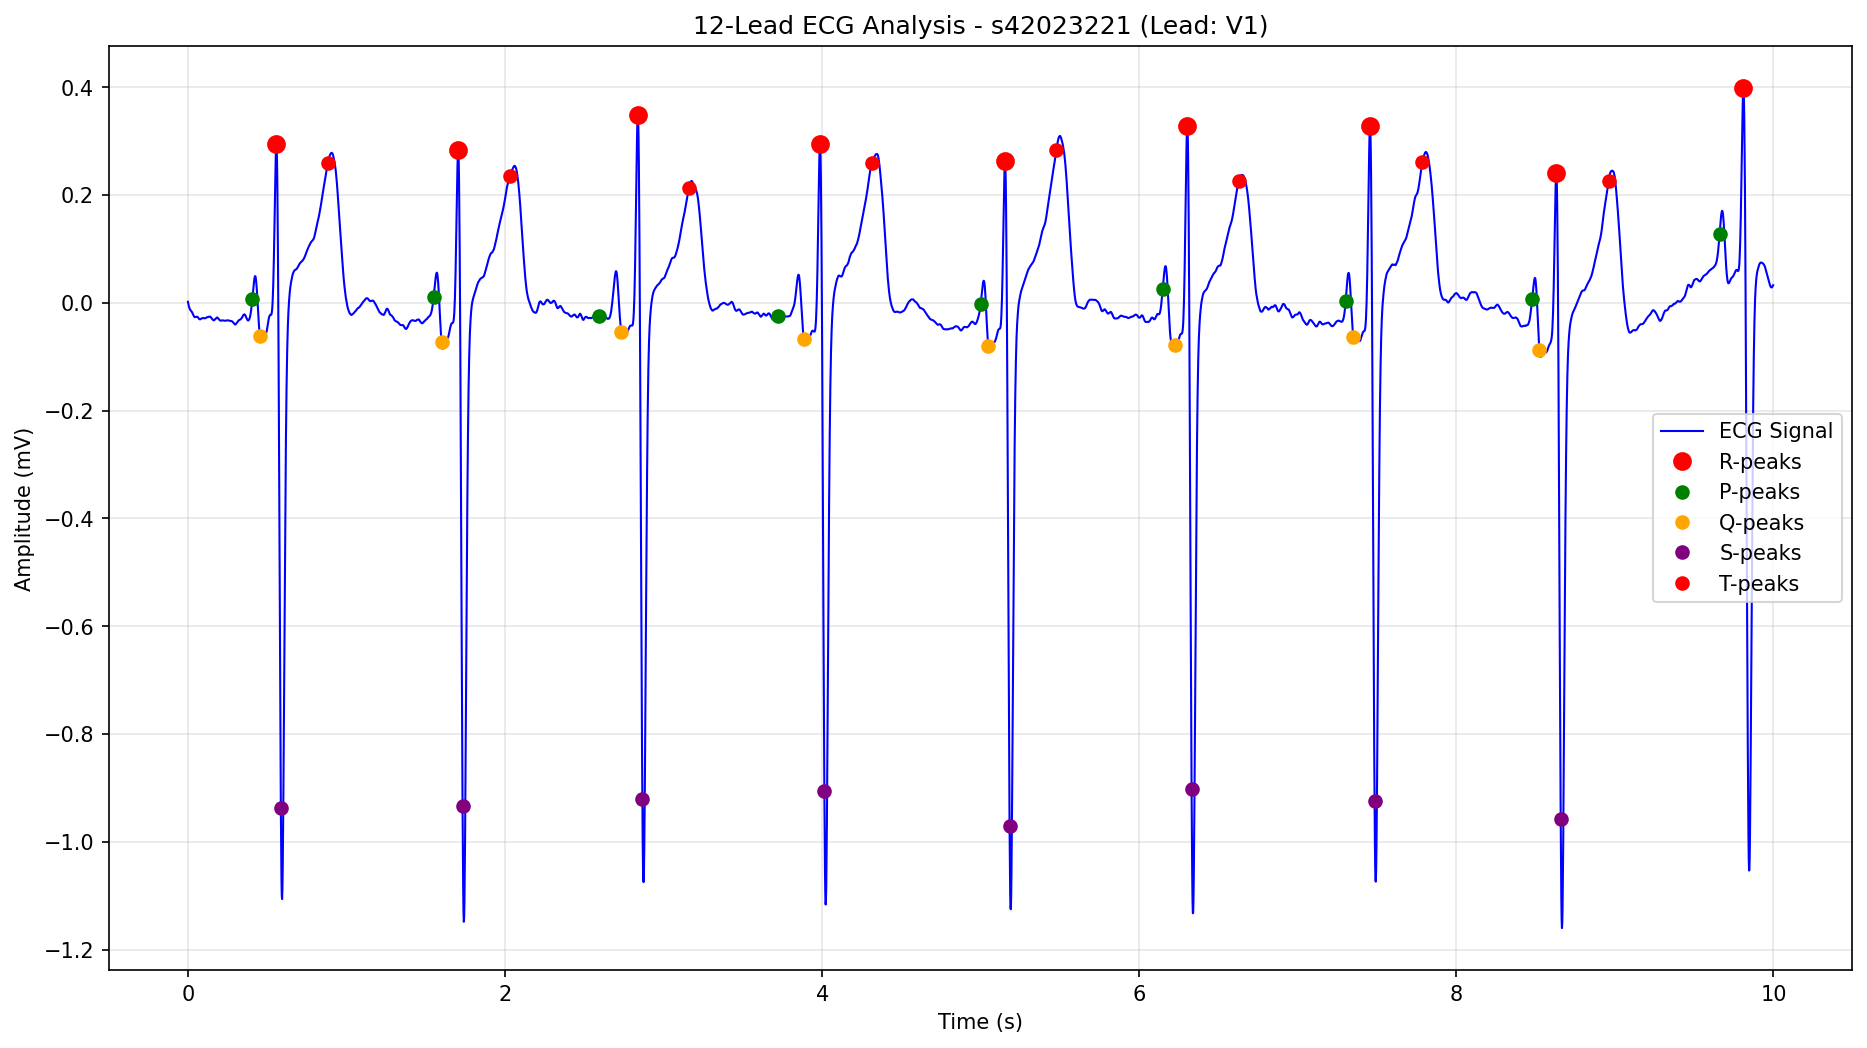 12-Lead ECG Analysis - s42023221 (Lead: V1)
Amplitude (mV)
0.4
0.2
0.0
−0.2
−0.4
−0.6
−0.8
−1.0
−1.2
ECG Signal
R-peaks
P-peaks
Q-peaks
S-peaks
T-peaks
0 2 4 6 8 10
Time (s)